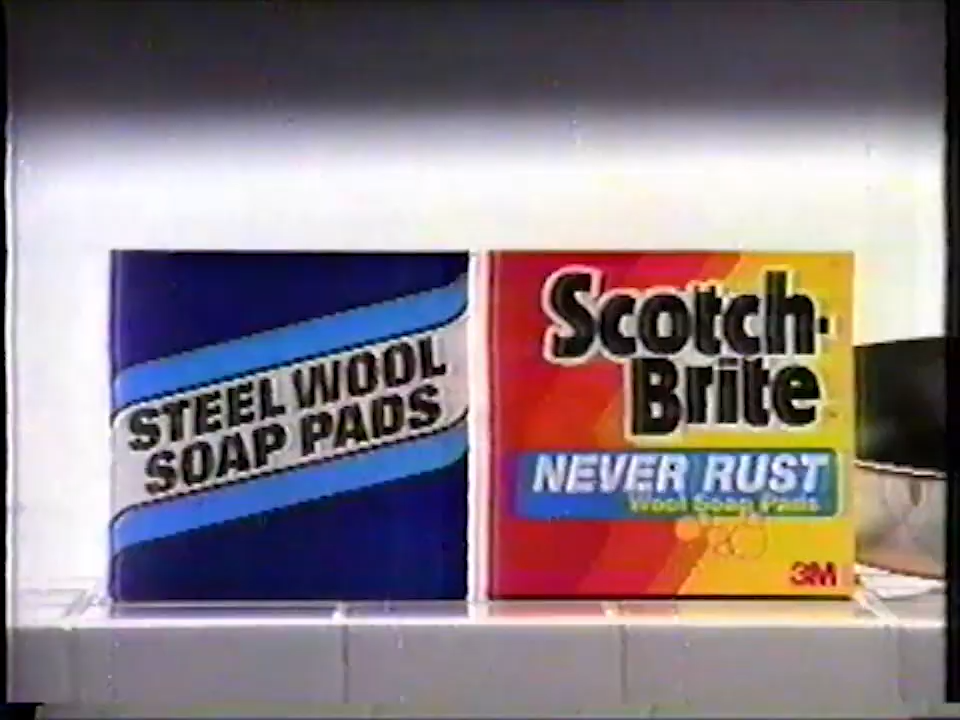 STEEL WOOL
SOAP PADS
Scotch-
Brite
NEVER RUST
Wool Soap Pads
3M